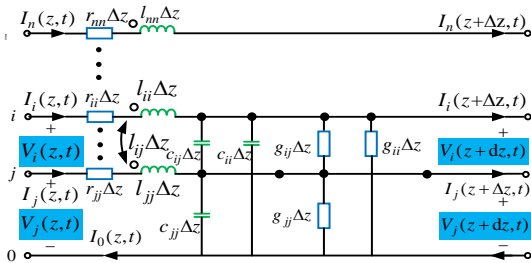 I_n(z,t) r_nnΔz l_nnΔz I_n(z+Δz,t)
I_i(z,t) r_iiΔz l_iiΔz I_i(z+Δz,t)
i
+ +
V_i(z,t) l_ijΔz c_ijΔz c_iiΔz g_ijΔz g_iiΔz V_i(z+dz,t)
j + − −
I_j(z,t) r_jjΔz l_jjΔz I_j(z+Δz,t)
+ +
V_j(z,t) c_jjΔz g_jjΔz V_j(z+dz,t)
− I_0(z,t) −
0